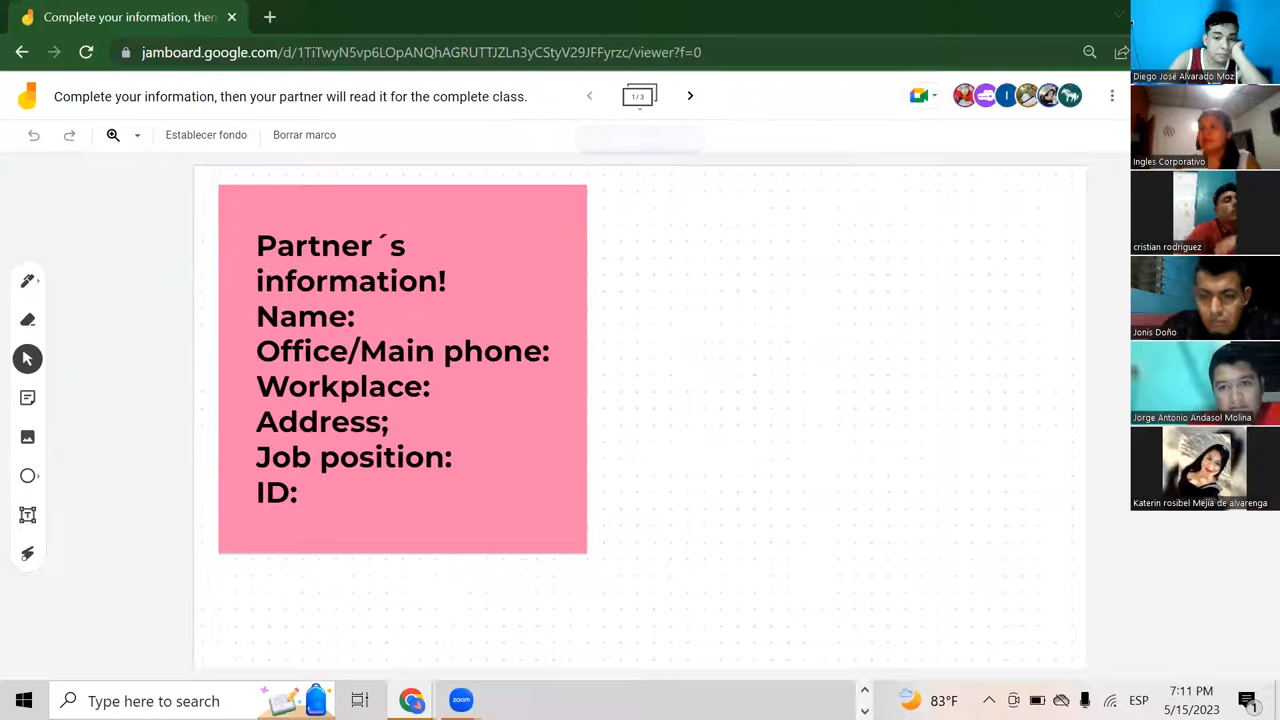 Complete your information, then
jamboard.google.com/d/1TiTwyN5vp6LOpANQhAGRUTTJZLn3yCStyV29JFFyrzc/viewer?f=0
Complete your information, then your partner will read it for the complete class.
1/3
Establecer fondo
Borrar marco
Partner´s
information!
Name:
Office/Main phone:
Workplace:
Address;
Job position:
ID:
Diego José Alvarado Moz
Ingles Corporativo
cristian rodriguez
Jonis Doño
Jorge Antonio Andasol Molina
Katerin rosibel Mejía de alvarenga
Type here to search
zoom
83°F
ESP
7:11 PM
5/15/2023
1